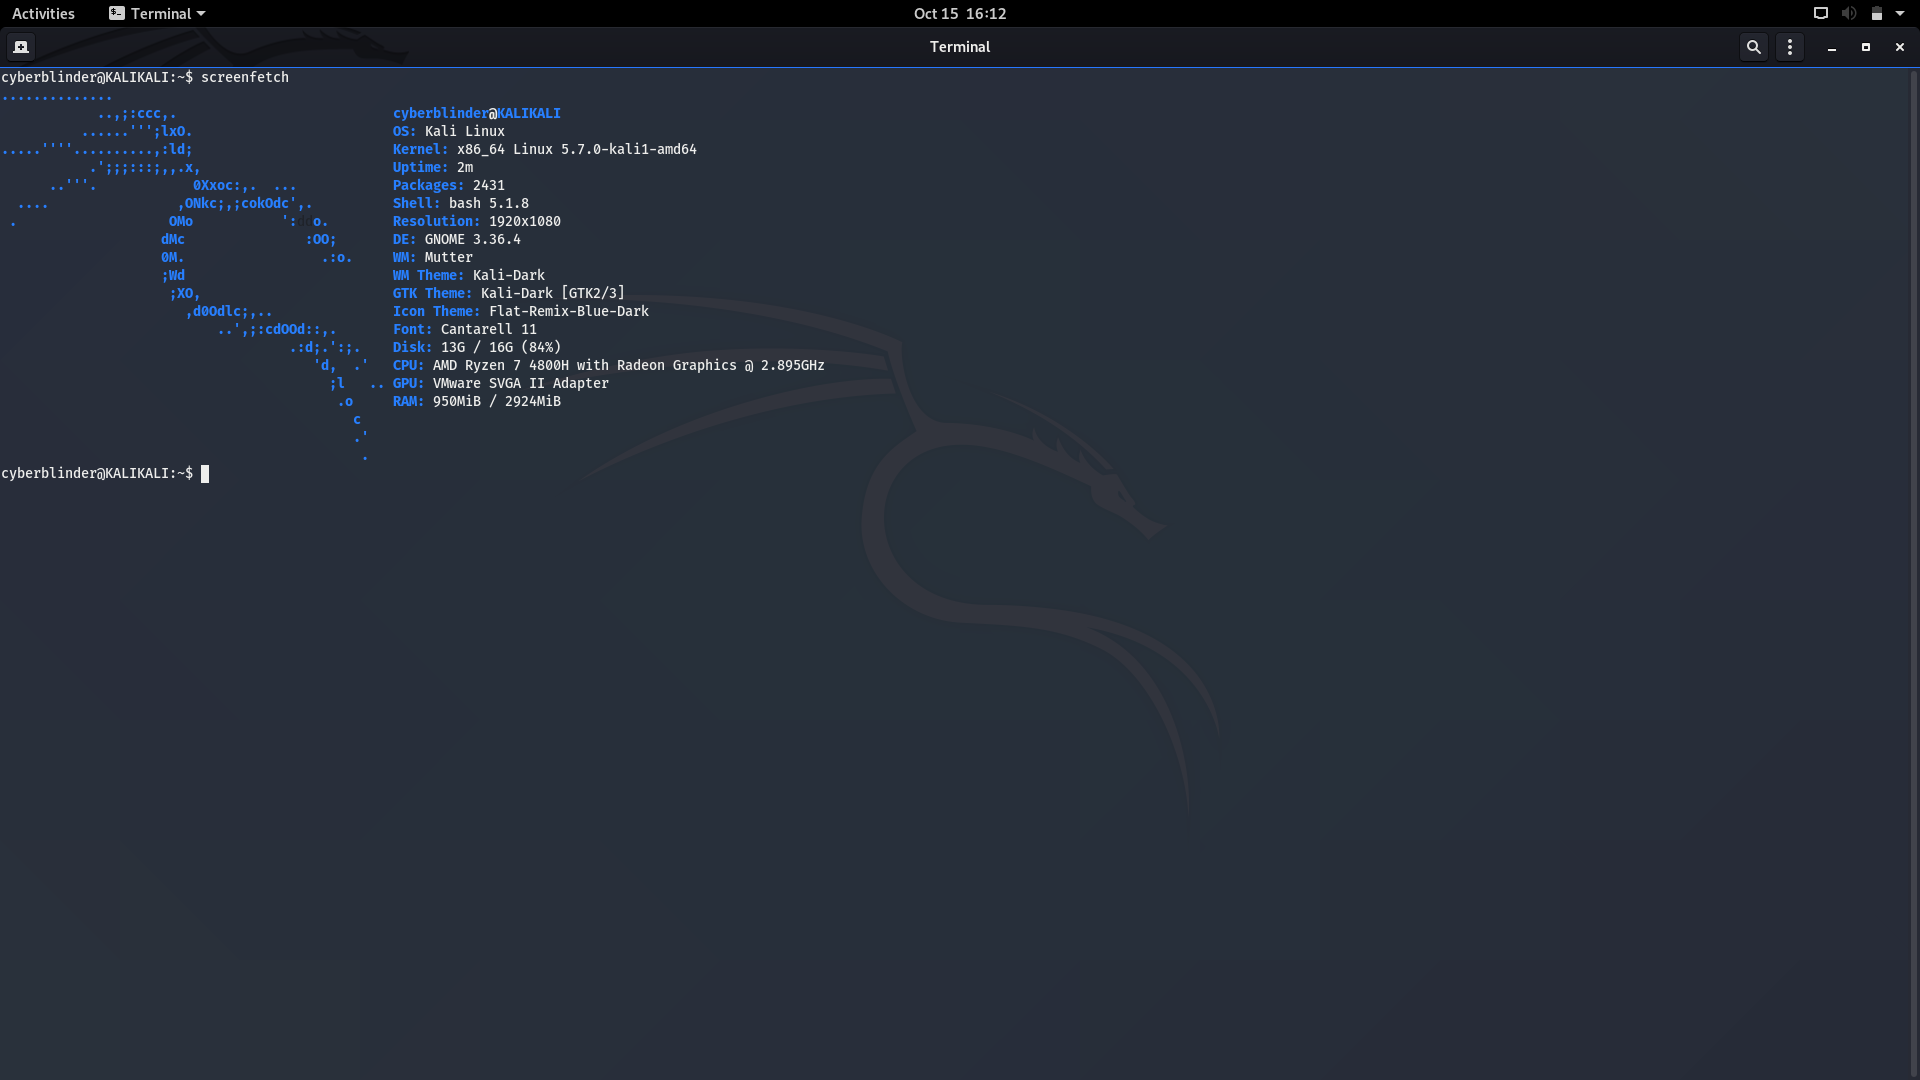 Activities Terminal Oct 15 16:12
Terminal
cyberblinder@KALIKALI:~$ screenfetch
..............
            ..,;:ccc,.                           cyberblinder@KALIKALI
          ......''';lxO.                         OS: Kali Linux
.....''''..........,:ld;                         Kernel: x86_64 Linux 5.7.0-kali1-amd64
           .';;;:::;,,.x,                        Uptime: 2m
      ..'''.            0Xxoc:,.  ...            Packages: 2431
  ....                ,ONkc;,;cokOdc',.          Shell: bash 5.1.8
 .                   OMo           ':ddo.        Resolution: 1920x1080
                    dMc               :OO;       DE: GNOME 3.36.4
                    0M.                 .:o.     WM: Mutter
                    ;Wd                          WM Theme: Kali-Dark
                     ;XO,                        GTK Theme: Kali-Dark [GTK2/3]
                       ,d0Odlc;,..               Icon Theme: Flat-Remix-Blue-Dark
                           ..',;:cdOOd::,.       Font: Cantarell 11
                                    .:d;.':;.    Disk: 13G / 16G (84%)
                                       'd,  .'   CPU: AMD Ryzen 7 4800H with Radeon Graphics @ 2.895GHz
                                         ;l   .. GPU: VMware SVGA II Adapter
                                          .o     RAM: 950MiB / 2924MiB
                                            c
                                            .'
                                             .
cyberblinder@KALIKALI:~$